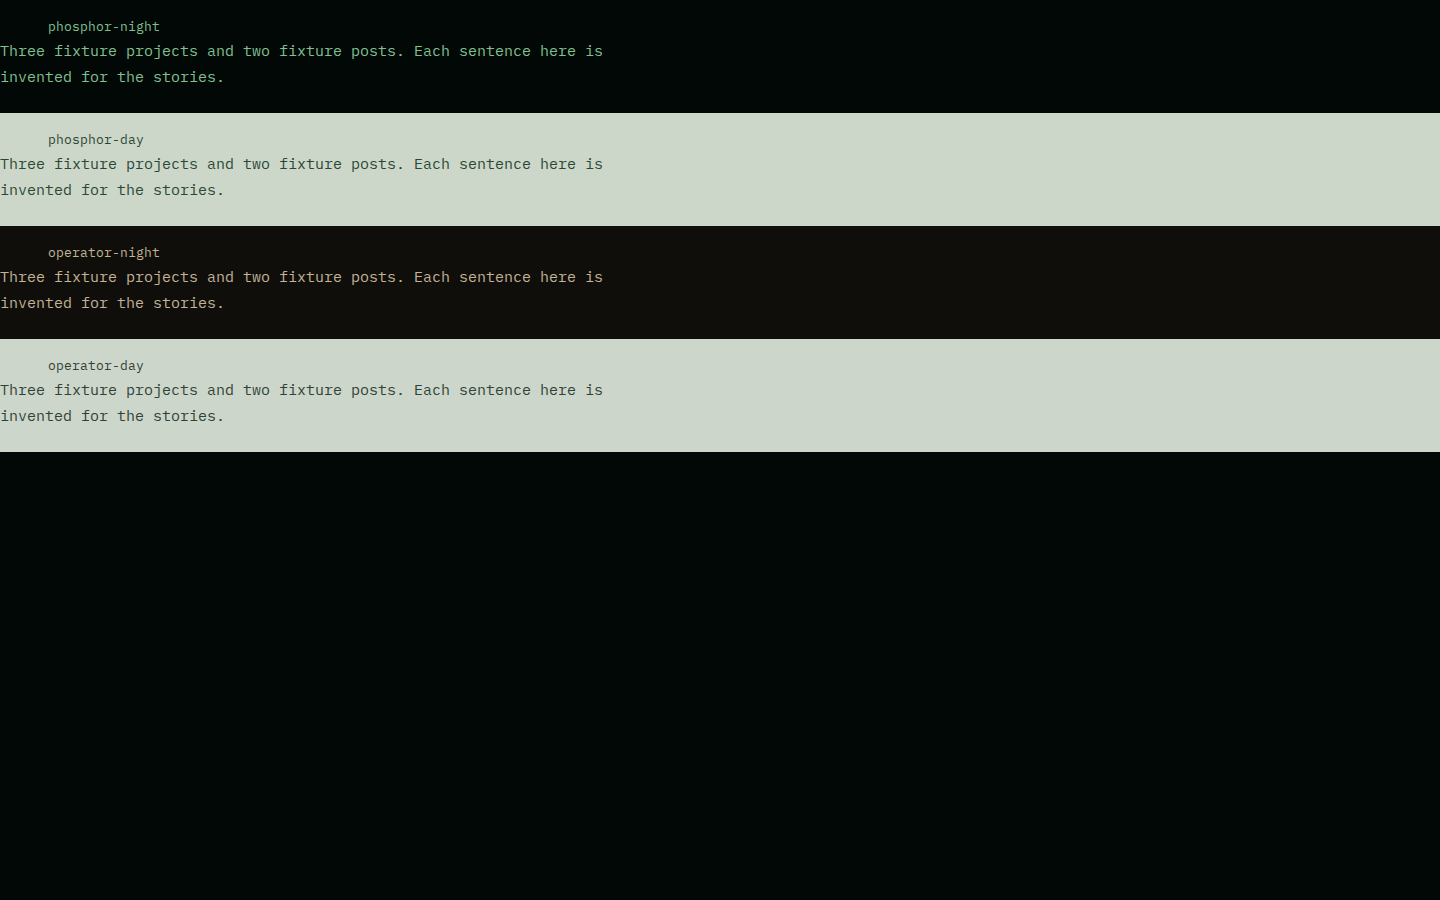 phosphor-night
Three fixture projects and two fixture posts. Each sentence here is
invented for the stories.
phosphor-day
Three fixture projects and two fixture posts. Each sentence here is
invented for the stories.
operator-night
Three fixture projects and two fixture posts. Each sentence here is
invented for the stories.
operator-day
Three fixture projects and two fixture posts. Each sentence here is
invented for the stories.